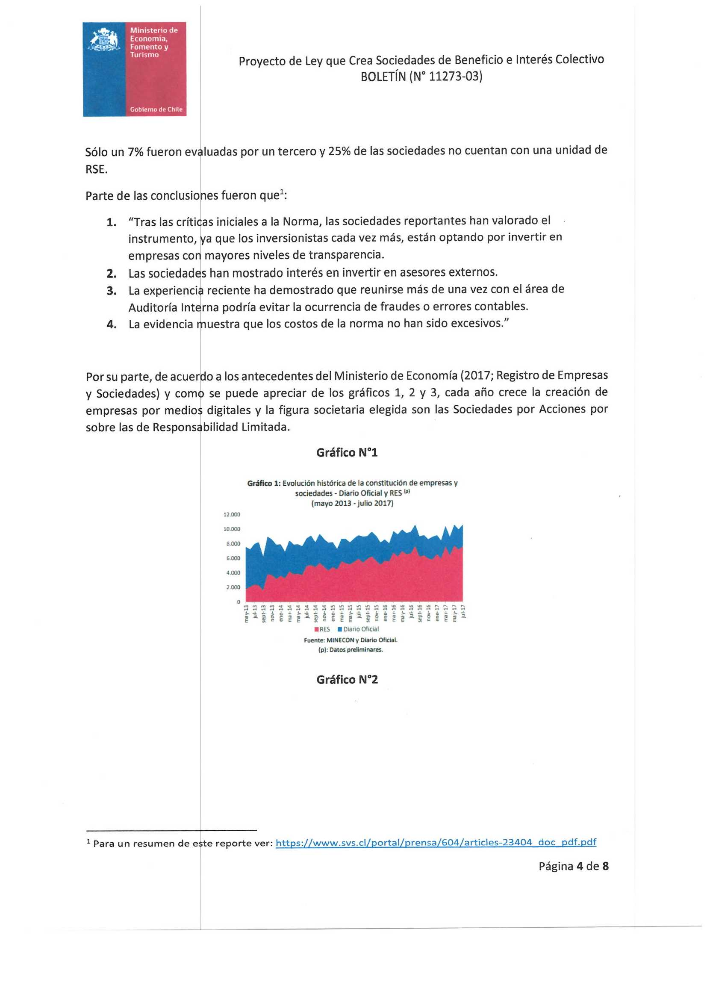 Ministerio de
Economía,
Fomento y
Turismo
Gobierno de Chile
Proyecto de Ley que Crea Sociedades de Beneficio e Interés Colectivo
BOLETÍN (N° 11273-03)
Sólo un 7% fueron evaluadas por un tercero y 25% de las sociedades no cuentan con una unidad de
RSE.
Parte de las conclusiones fueron que¹:
1. “Tras las críticas iniciales a la Norma, las sociedades reportantes han valorado el
instrumento, ya que los inversionistas cada vez más, están optando por invertir en
empresas con mayores niveles de transparencia.
2. Las sociedades han mostrado interés en invertir en asesores externos.
3. La experiencia reciente ha demostrado que reunirse más de una vez con el área de
Auditoría Interna podría evitar la ocurrencia de fraudes o errores contables.
4. La evidencia muestra que los costos de la norma no han sido excesivos.”
Por su parte, de acuerdo a los antecedentes del Ministerio de Economía (2017; Registro de Empresas
y Sociedades) y como se puede apreciar de los gráficos 1, 2 y 3, cada año crece la creación de
empresas por medios digitales y la figura societaria elegida son las Sociedades por Acciones por
sobre las de Responsabilidad Limitada.
Gráfico N°1
Gráfico 1: Evolución histórica de la constitución de empresas y
sociedades - Diario Oficial y RES (p)
(mayo 2013 - julio 2017)
12.000
10.000
8.000
6.000
4.000
2.000
0
may-13
jul-13
sept-13
nov-13
ene-14
mar-14
may-14
jul-14
sept-14
nov-14
ene-15
mar-15
may-15
jul-15
sept-15
nov-15
ene-16
mar-16
may-16
jul-16
sept-16
nov-16
ene-17
mar-17
may-17
jul-17
RES Diario Oficial
Fuente: MINECON y Diario Oficial.
(p): Datos preliminares.
Gráfico N°2
¹ Para un resumen de este reporte ver: https://www.svs.cl/portal/prensa/604/articles-23404_doc_pdf.pdf
Página 4 de 8